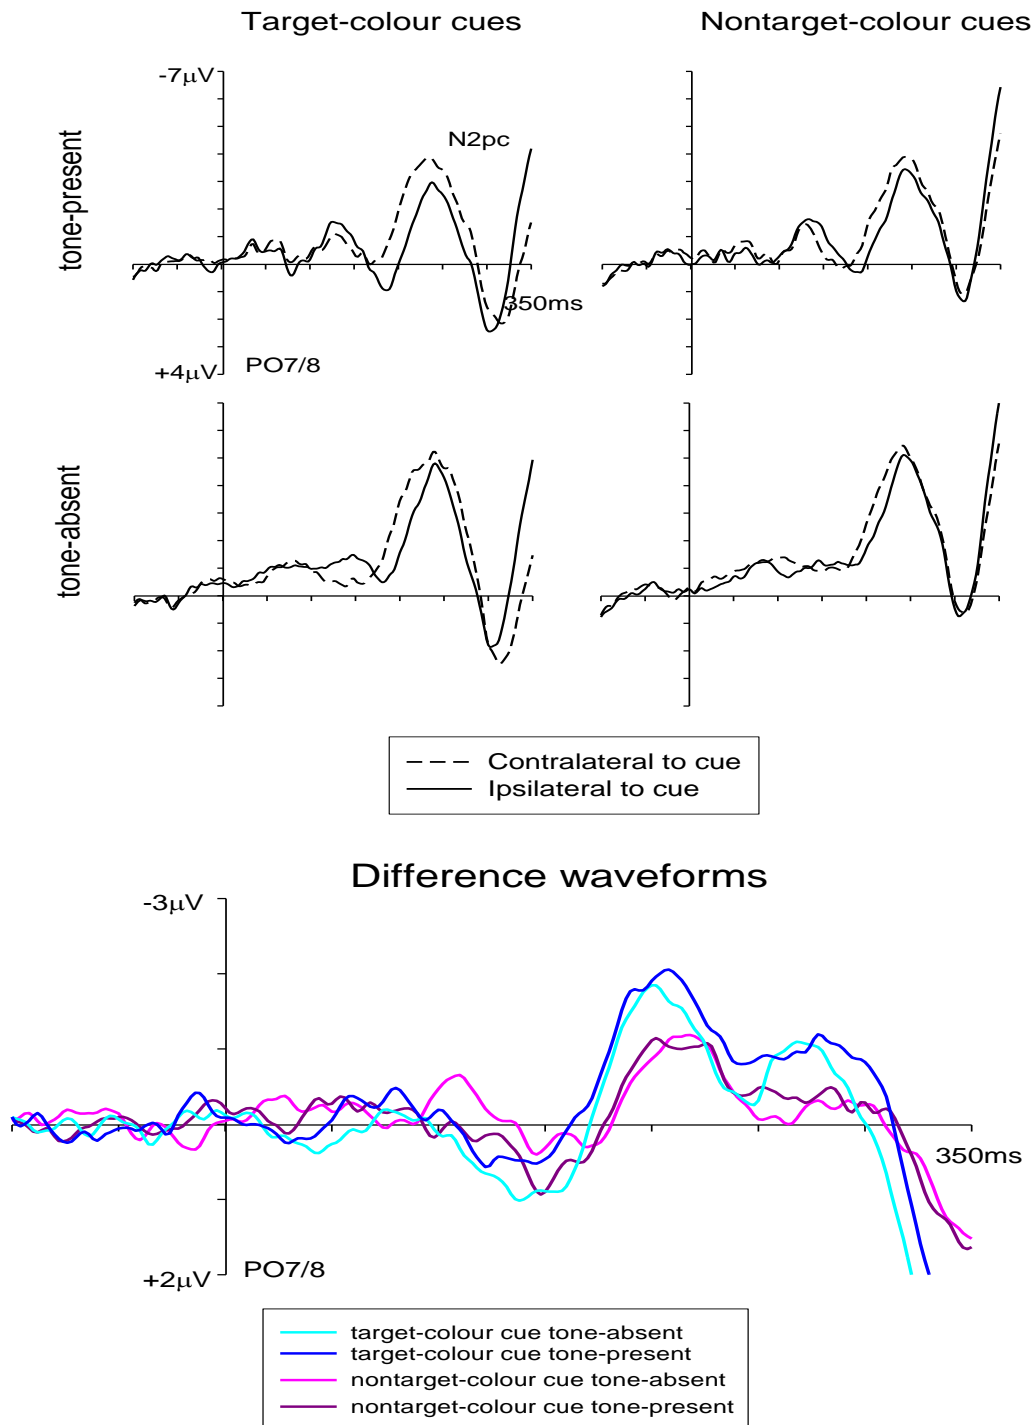 Target-colour cues
Nontarget-colour cues
tone-present
-7μV
N2pc
350ms
+4μV
PO7/8
tone-absent
Contralateral to cue
Ipsilateral to cue
Difference waveforms
-3μV
350ms
+2μV
PO7/8
target-colour cue tone-absent
target-colour cue tone-present
nontarget-colour cue tone-absent
nontarget-colour cue tone-present